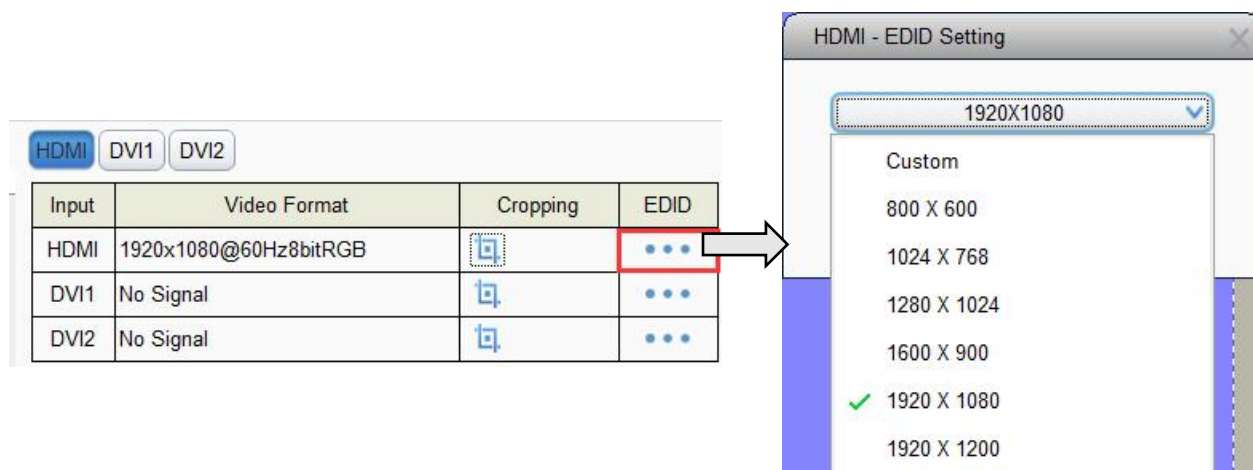 HDMI DVI1 DVI2
Input Video Format Cropping EDID
HDMI 1920x1080@60Hz8bitRGB
DVI1 No Signal
DVI2 No Signal
HDMI - EDID Setting
1920X1080
Custom
800 X 600
1024 X 768
1280 X 1024
1600 X 900
1920 X 1080
1920 X 1200